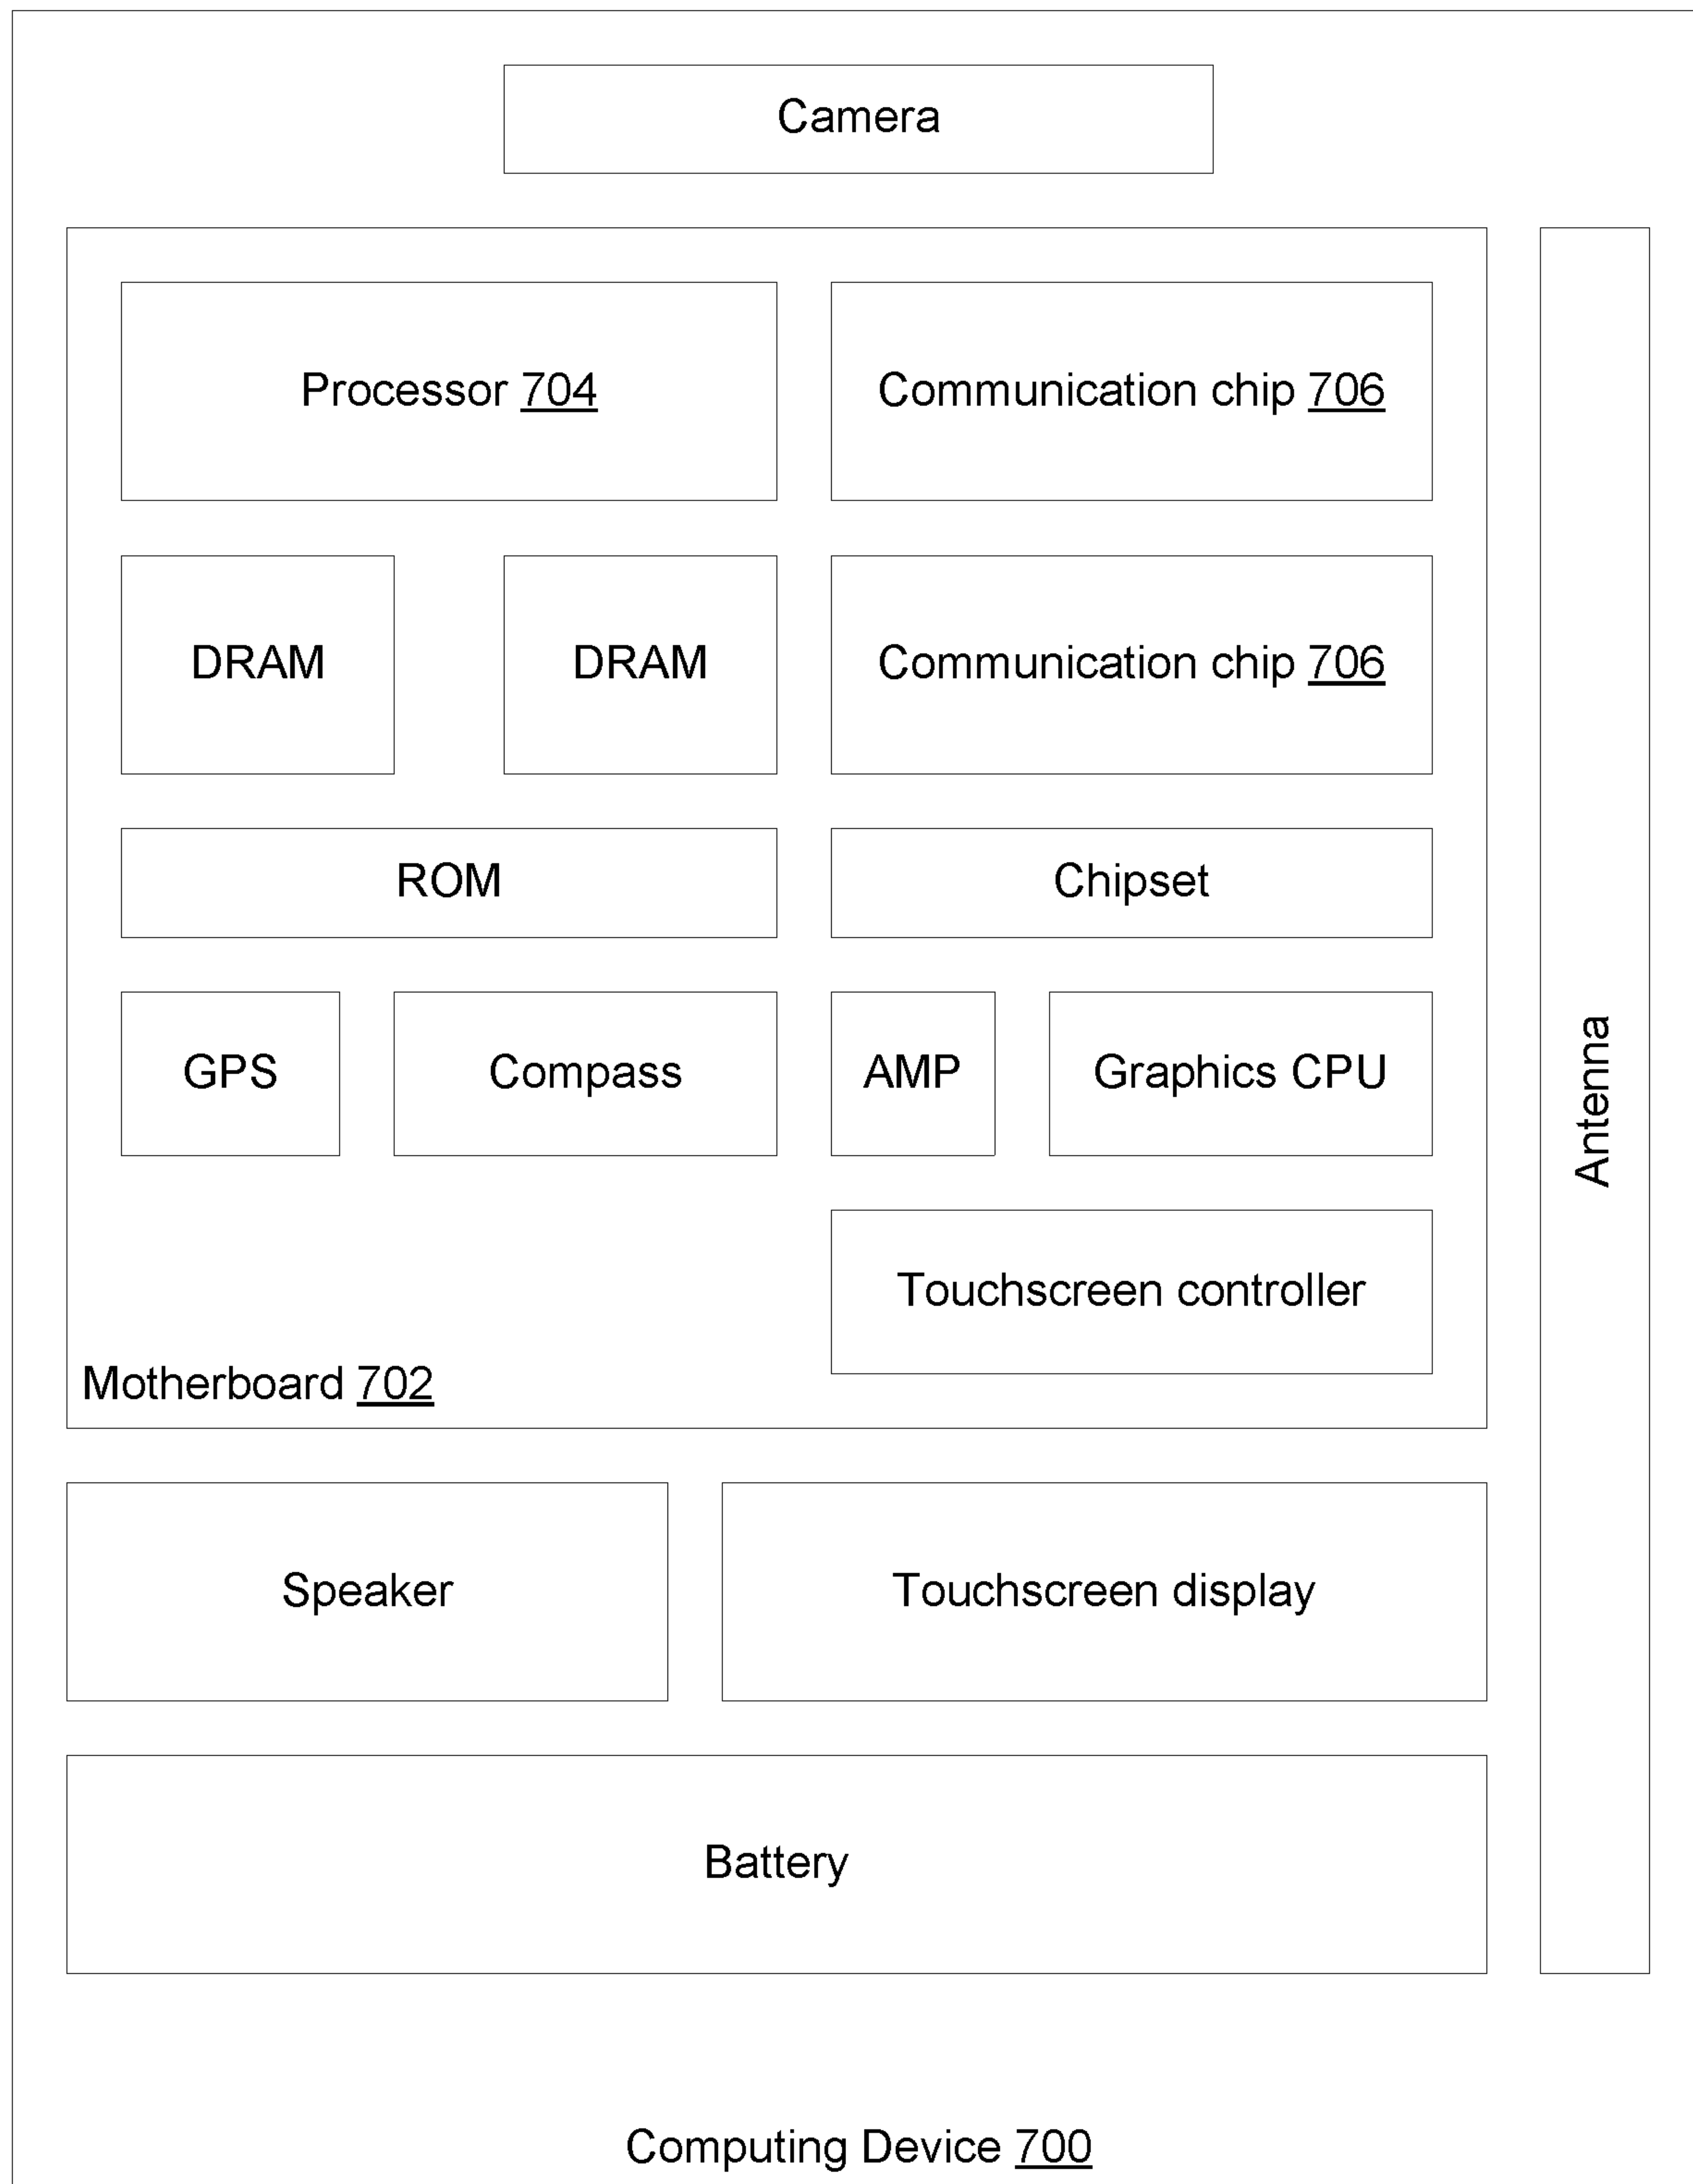 Camera
Processor 704
Communication chip 706
DRAM
DRAM
Communication chip 706
ROM
Chipset
GPS
Compass
AMP
Graphics CPU
Antenna
Touchscreen controller
Motherboard 702
Speaker
Touchscreen display
Battery
Computing Device 700